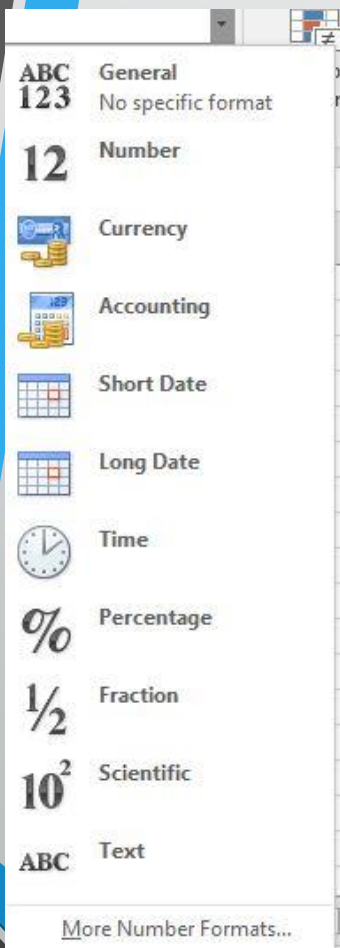 ABC
123
General
No specific format
12
Number
Currency
123
Accounting
Short Date
Long Date
Time
%
Percentage
½
Fraction
10²
Scientific
ABC
Text
More Number Formats...